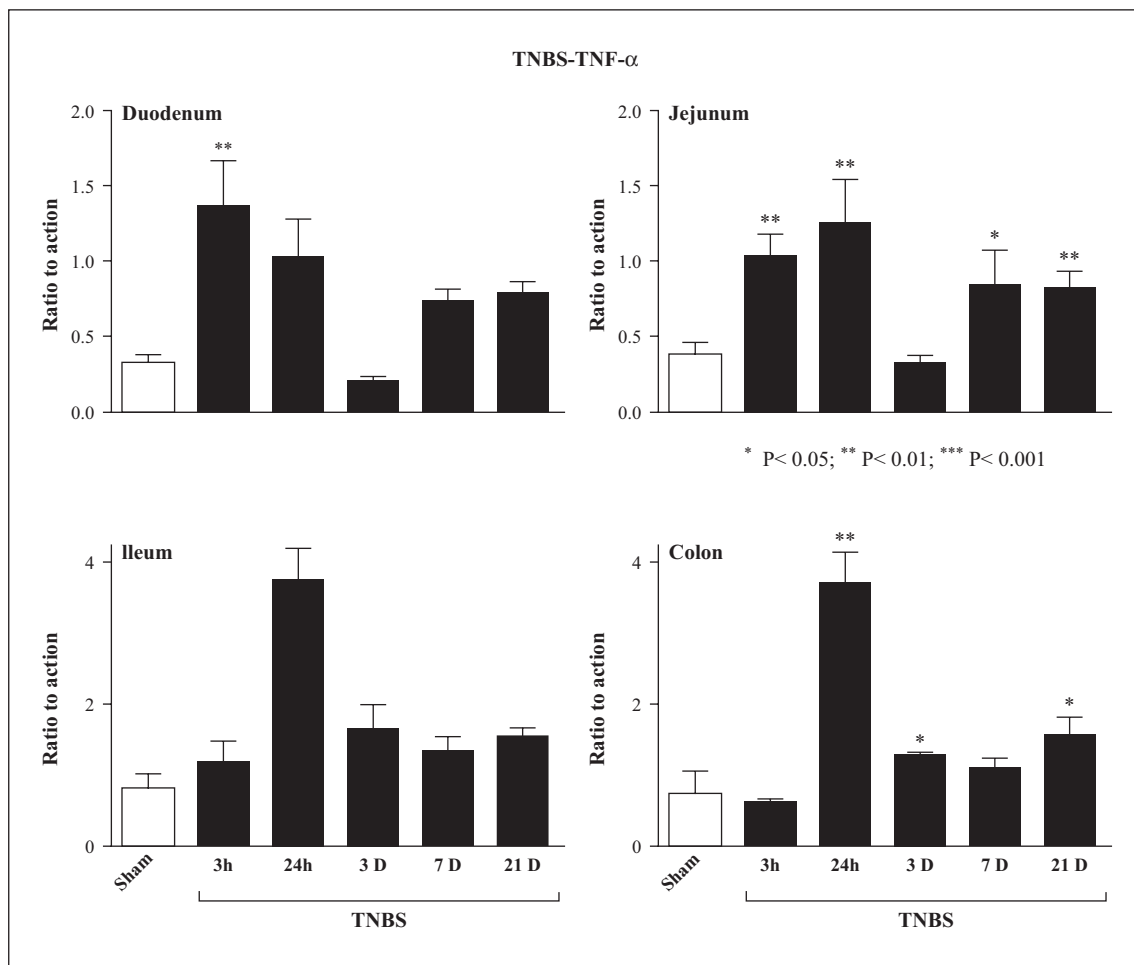 TNBS-TNF-α
Duodenum
Ratio to action
2.0
1.5
1.0
0.5
0.0
**
Jejunum
Ratio to action
2.0
1.5
1.0
0.5
0.0
**
**
*
**
* P< 0.05; ** P< 0.01; *** P< 0.001
lleum
Ratio to action
4
2
0
Sham
3h
24h
3 D
7 D
21 D
TNBS
Colon
Ratio to action
4
2
0
**
*
*
Sham
3h
24h
3 D
7 D
21 D
TNBS